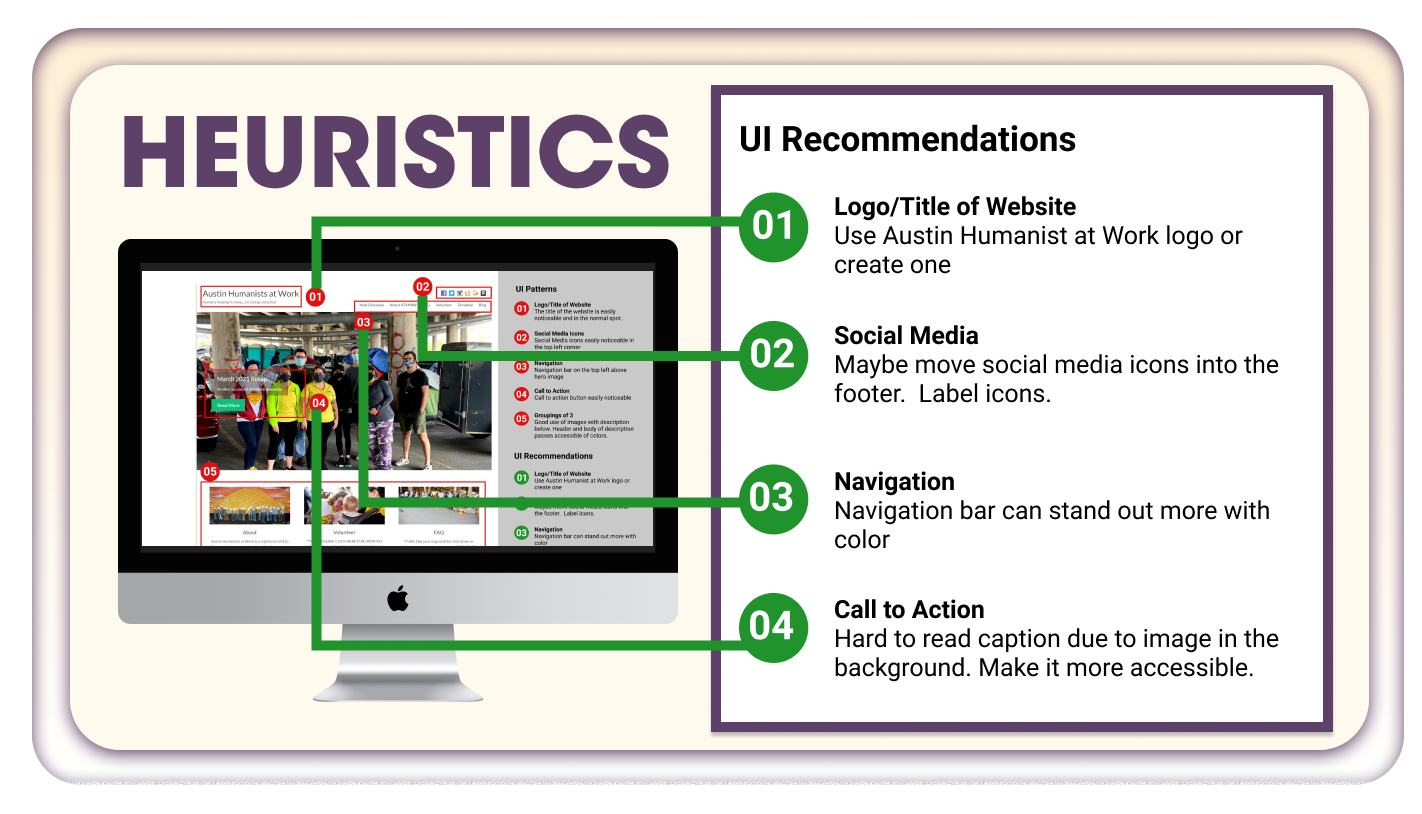 HEURISTICS
UI Recommendations
01
Logo/Title of Website
Use Austin Humanist at Work logo or
create one
02
Social Media
Maybe move social media icons into the
footer.  Label icons.
03
Navigation
Navigation bar can stand out more with
color
04
Call to Action
Hard to read caption due to image in the
background. Make it more accessible.
Austin Humanists at Work
01
02
Volunteer
Donation
Blog
03
March 2021 Recap
Read More
04
05
About
Volunteer
FAQ
UI Patterns
01
Logo/Title of Website
The title of the website is easily
noticeable and in the normal spot.
02
Social Media Icons
Social Media icons easily noticeable in
the top left corner
03
Navigation
Navigation bar on the top left above
hero image
04
Call to Action
Call to action button easily noticeable
05
Groupings of 3
Good use of images with description
below. Header and body of description
passes accessible of colors.
UI Recommendations
01
Logo/Title of Website
Use Austin Humanist at Work logo or
create one
the footer.  Label icons.
03
Navigation
Navigation bar can stand out more with
color